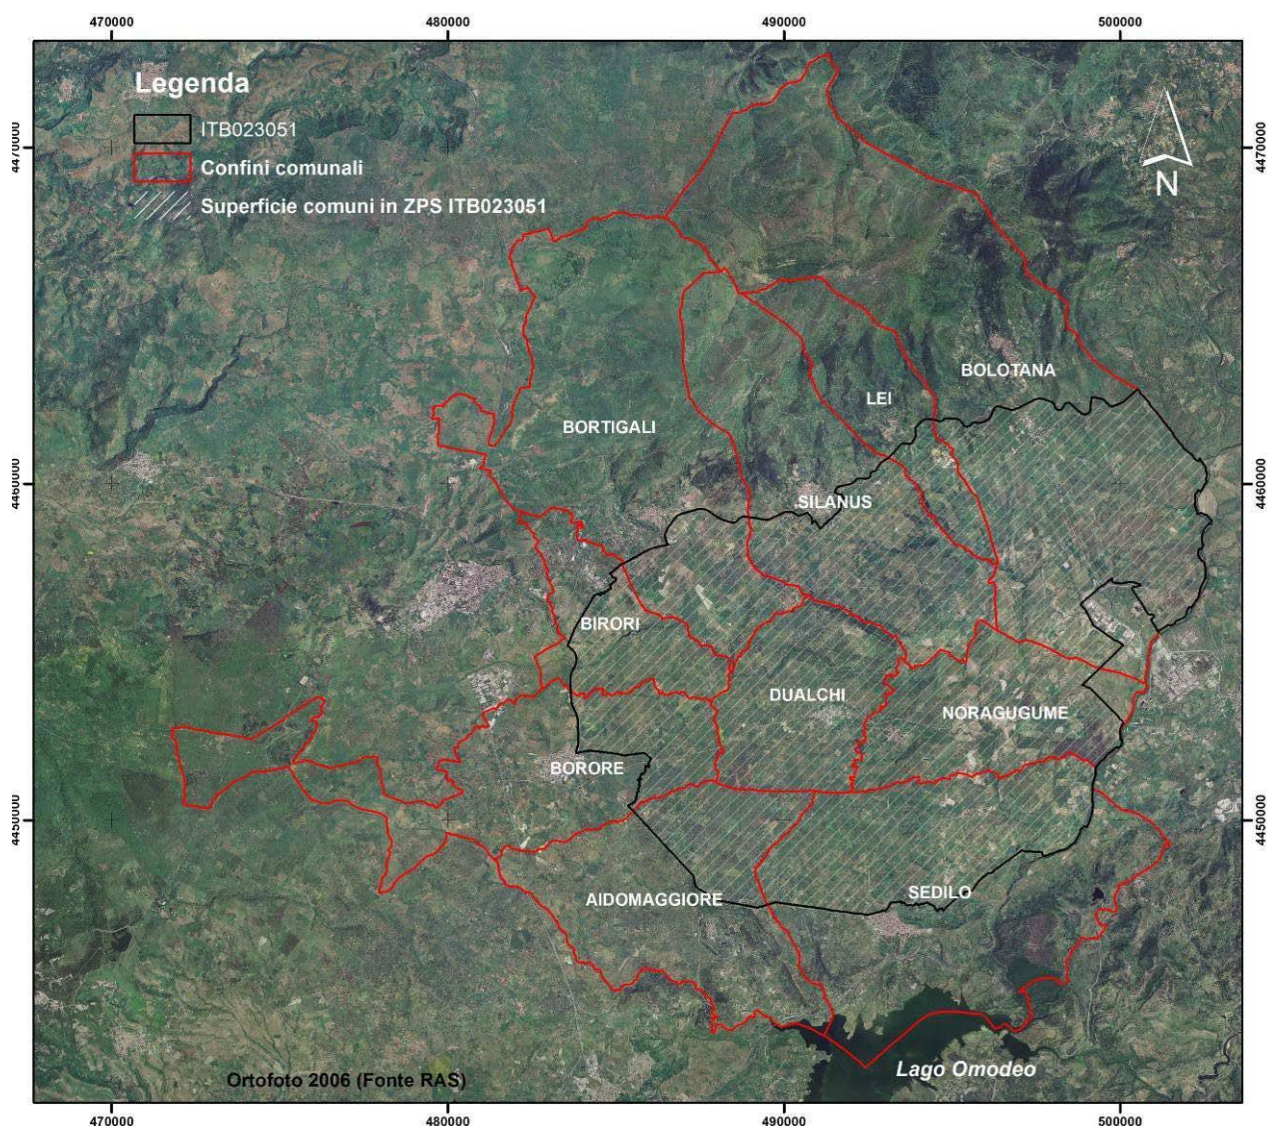 470000 480000 490000 500000
Legenda
ITB023051
Confini comunali
Superficie comuni in ZPS ITB023051
N
4470000 4470000
BOLOTANA
LEI
BORTIGALI
4460000 4460000
SILANUS
BIRORI
DUALCHI
NORAGUGUME
BORORE
4450000 4450000
SEDILO
AIDOMAGGIORE
Lago Omodeo
Ortofoto 2006 (Fonte RAS)
470000 480000 490000 500000